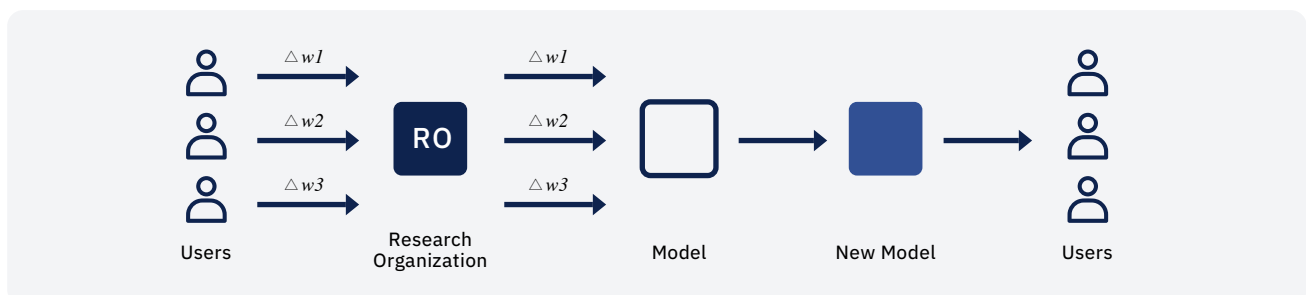 △ w1
△ w1
△ w2
△ w2
RO
△ w3
△ w3
Users
Research
Organization
Model
New Model
Users